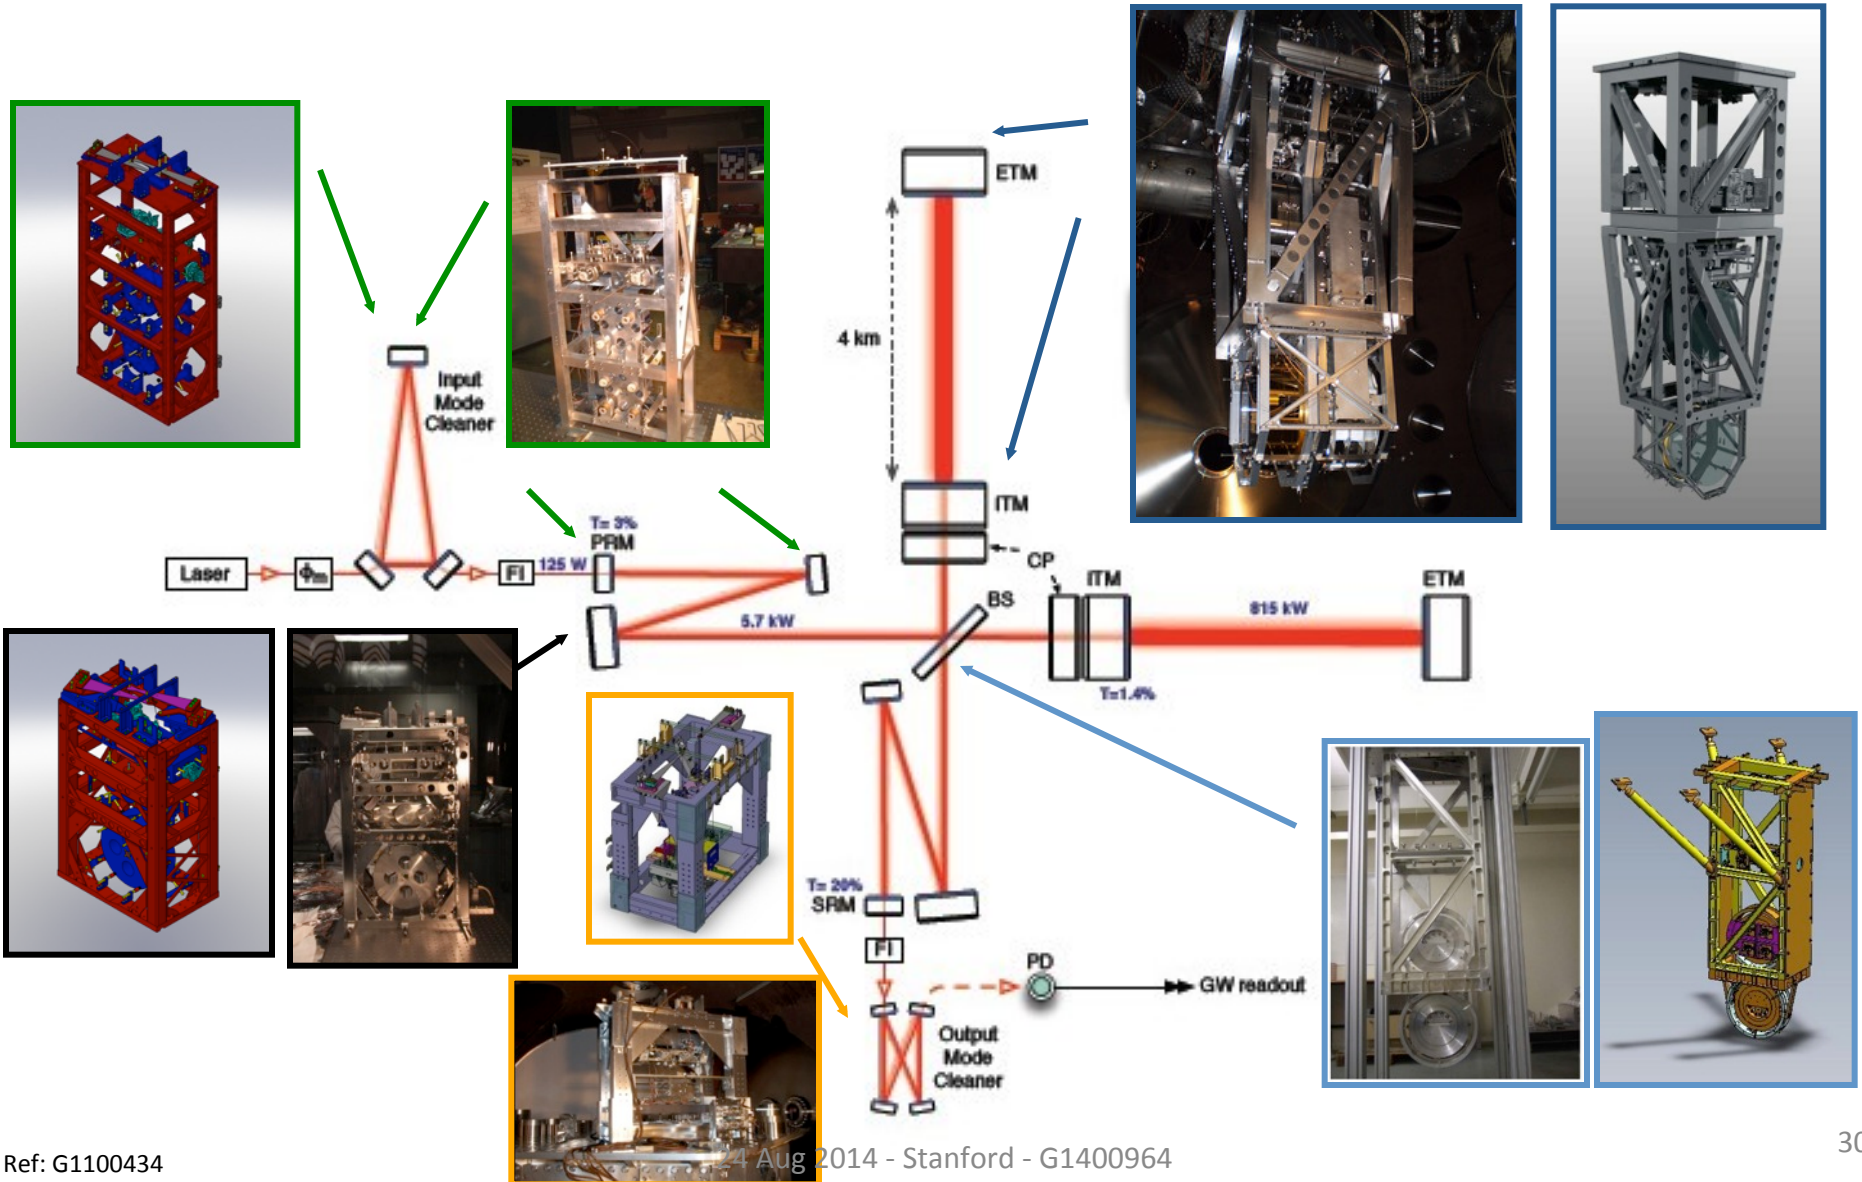 ETM
4 km
Input
Mode
Cleaner
ITM
T= 3%
PRM
Laser
Φm
FI
125 W
CP
ITM
ETM
BS
5.7 kW
815 kW
T=1.4%
T= 20%
SRM
FI
PD
GW readout
Output
Mode
Cleaner
Ref: G1100434
24 Aug 2014 - Stanford - G1400964
30